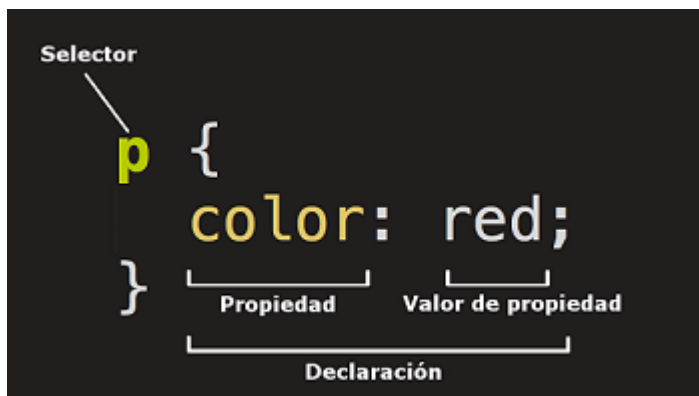 Selector
p {
color: red;
}
Propiedad
Valor de propiedad
Declaración